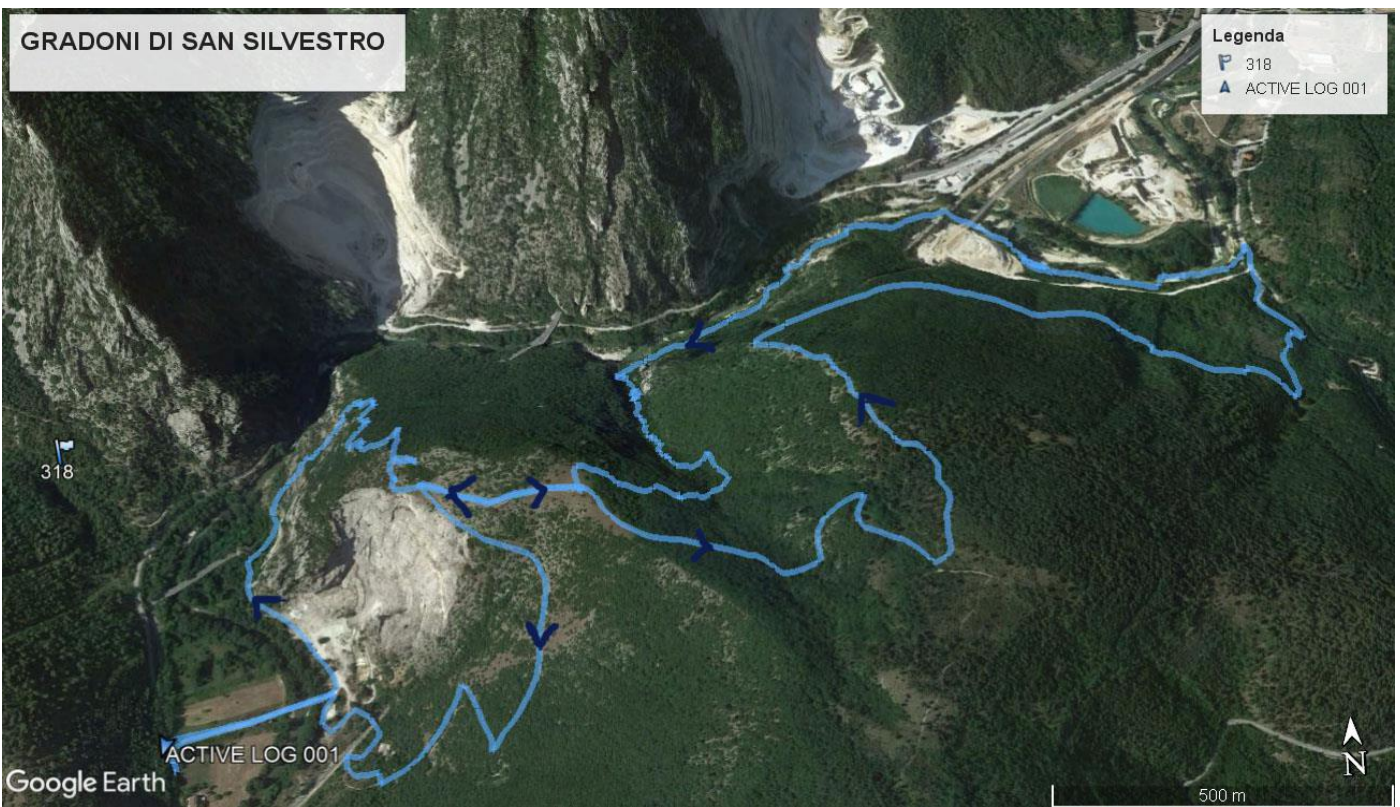 GRADONI DI SAN SILVESTRO
Legenda
318
ACTIVE LOG 001
318
ACTIVE LOG 001
Google Earth
N
500 m